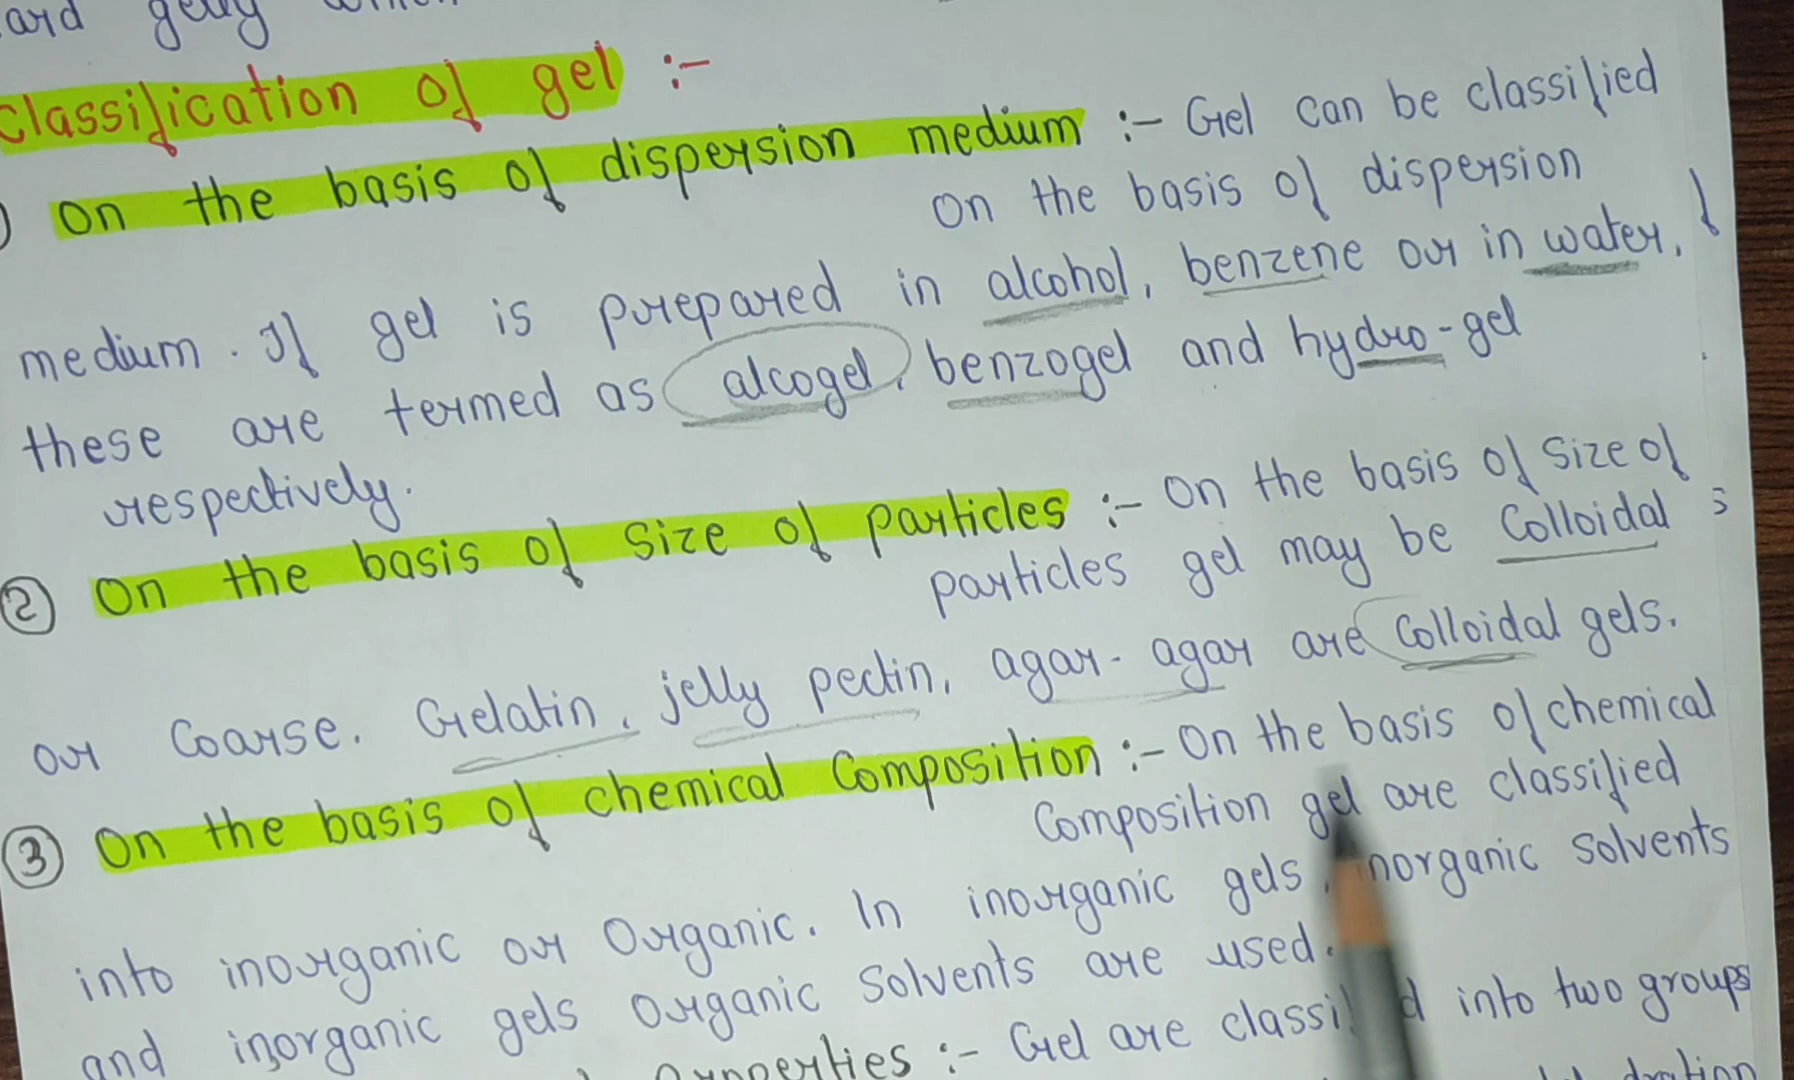 classification of gel :-
on the basis of dispersion medium :- Gel can be classified
on the basis of dispersion
medium. If gel is prepared in alcohol, benzene or in water,
these are termed as alcogel, benzogel and hydro-gel
respectively.
② On the basis of size of particles :- on the basis of size of
particles gel may be colloidal
or coarse. Gelatin, jelly pectin, agar-agar are colloidal gels.
③ On the basis of chemical composition :- On the basis of chemical
composition gel are classified
into inorganic or organic. In inorganic gels, inorganic solvents
and inorganic gels organic solvents are used.
properties :- Gel are classified into two groups